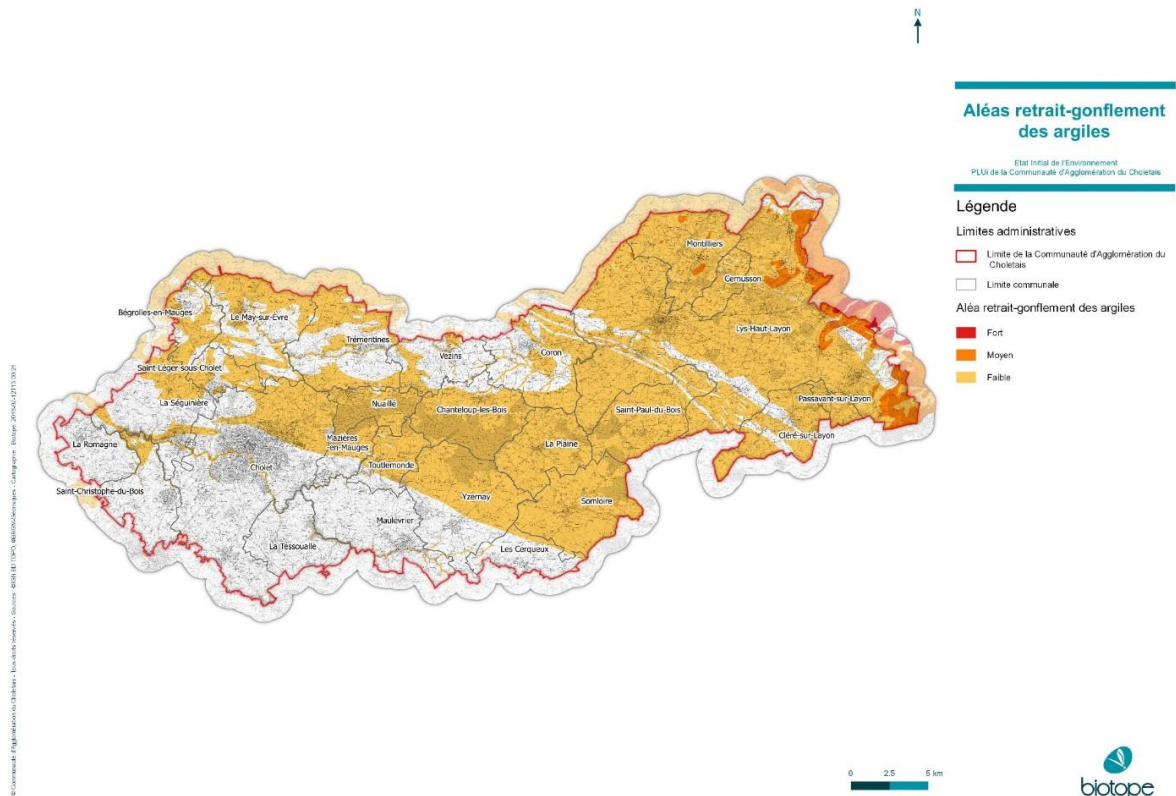 N
Aléas retrait-gonflement
des argiles
Etat Initial de l'Environnement
PLUi de la Communauté d'Agglomération du Choletais
Légende
Limites administratives
Limite de la Communauté d'Agglomération du
Choletais
Limite communale
Aléa retrait-gonflement des argiles
Fort
Moyen
Faible
Montilliers
Cernusson
Bégrolles-en-Mauges
Le May-sur-Evre
Lys-Haut-Layon
Trémentines
Vezins
Coron
Saint-Léger-sous-Cholet
Passavant-sur-Layon
La Séguinière
Nuaillé
Chanteloup-les-Bois
Saint-Paul-du-Bois
Cléré-sur-Layon
La Romagne
Mazières
en-Mauges
La Plaine
Cholet
Toutlemonde
Saint-Christophe-du-Bois
Yzernay
Somloire
Maulévrier
La Tessoualle
Les Cerqueux
0 2.5 5 km
biotope